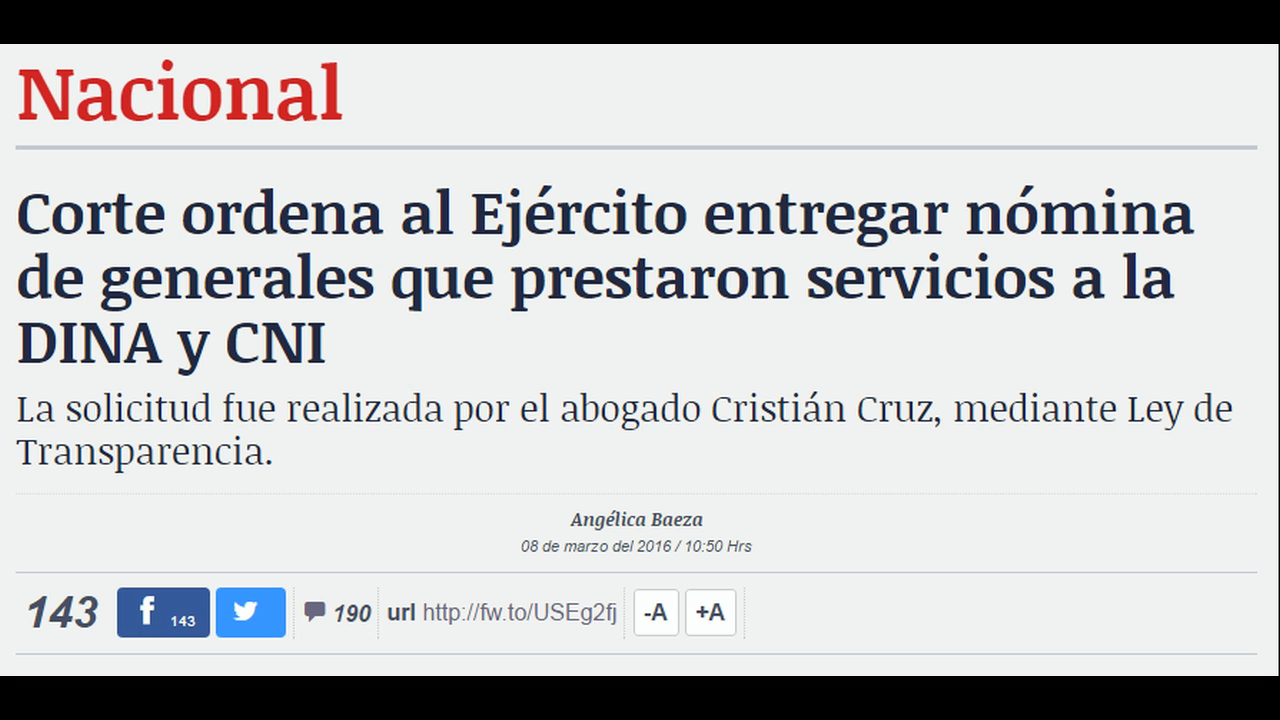 Nacional
Corte ordena al Ejército entregar nómina
de generales que prestaron servicios a la
DINA y CNI
La solicitud fue realizada por el abogado Cristián Cruz, mediante Ley de
Transparencia.
Angélica Baeza
08 de marzo del 2016 / 10:50 Hrs
143 f 143 190 url http://fw.to/USEg2fj -A +A